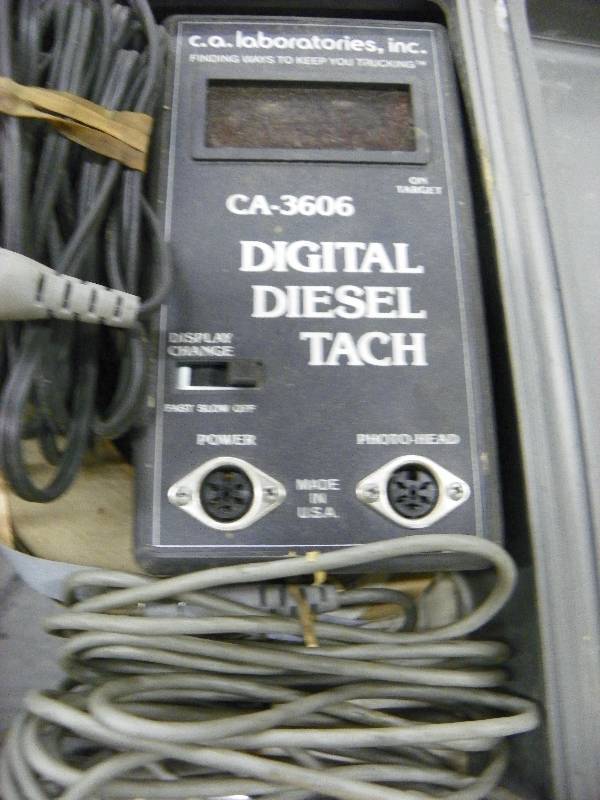 c.a. laboratories, inc.
FINDING WAYS TO KEEP YOU TRUCKING™
ON
TARGET
CA-3606
DIGITAL
DIESEL
TACH
DISPLAY
CHANGE
FAST SLOW OFF
POWER
PHOTO-HEAD
MADE
IN
U.S.A.